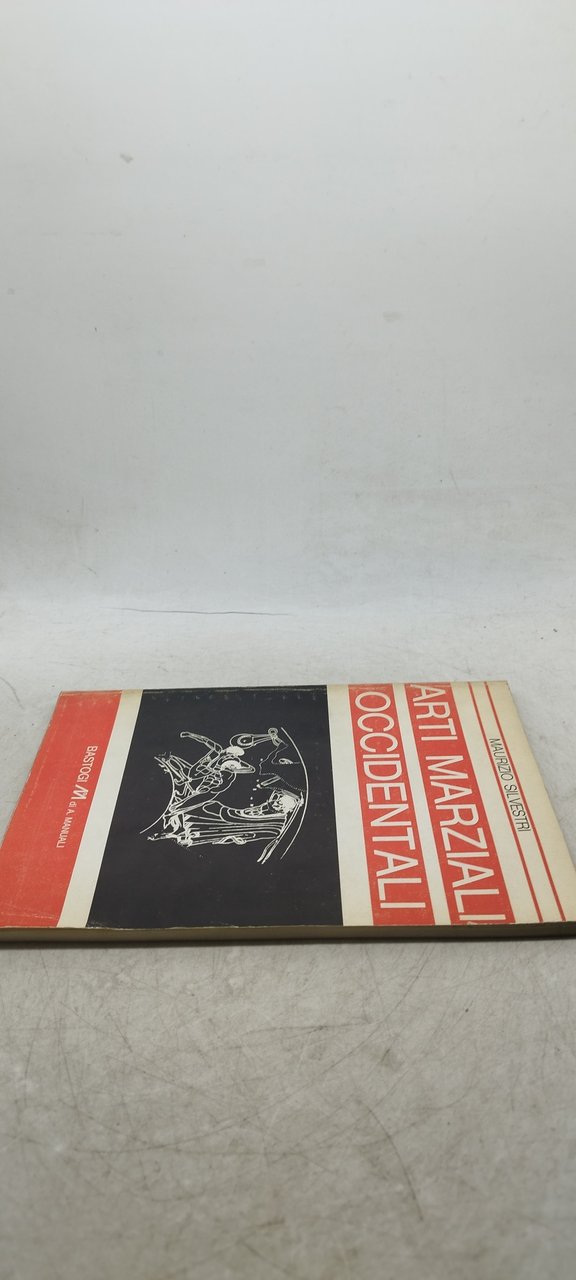 MAURIZIO SILVESTRI
ARTI MARZIALI
OCCIDENTALI
BASTOGI M di A. MANUALI